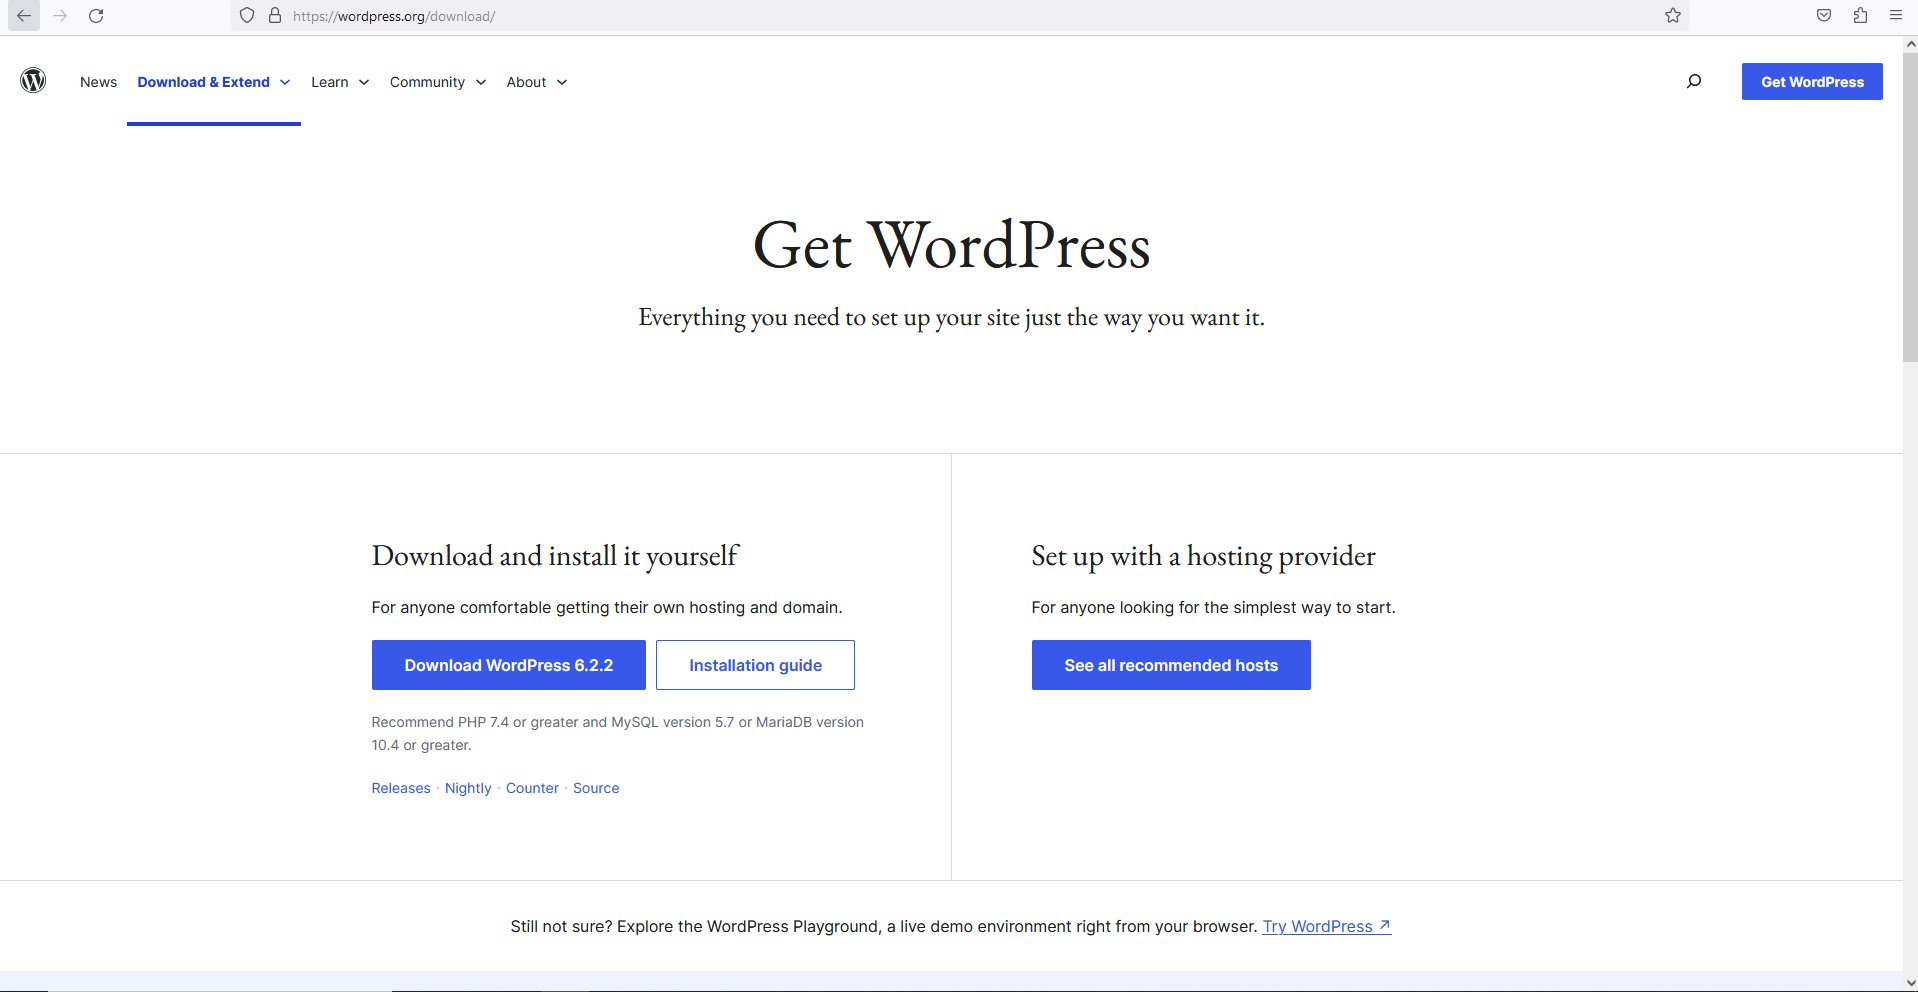 https://wordpress.org/download/
News Download & Extend Learn Community About Get WordPress
Get WordPress
Everything you need to set up your site just the way you want it.
Download and install it yourself
For anyone comfortable getting their own hosting and domain.
Download WordPress 6.2.2 Installation guide
Recommend PHP 7.4 or greater and MySQL version 5.7 or MariaDB version
10.4 or greater.
Releases · Nightly · Counter · Source
Set up with a hosting provider
For anyone looking for the simplest way to start.
See all recommended hosts
Still not sure? Explore the WordPress Playground, a live demo environment right from your browser. Try WordPress ↗